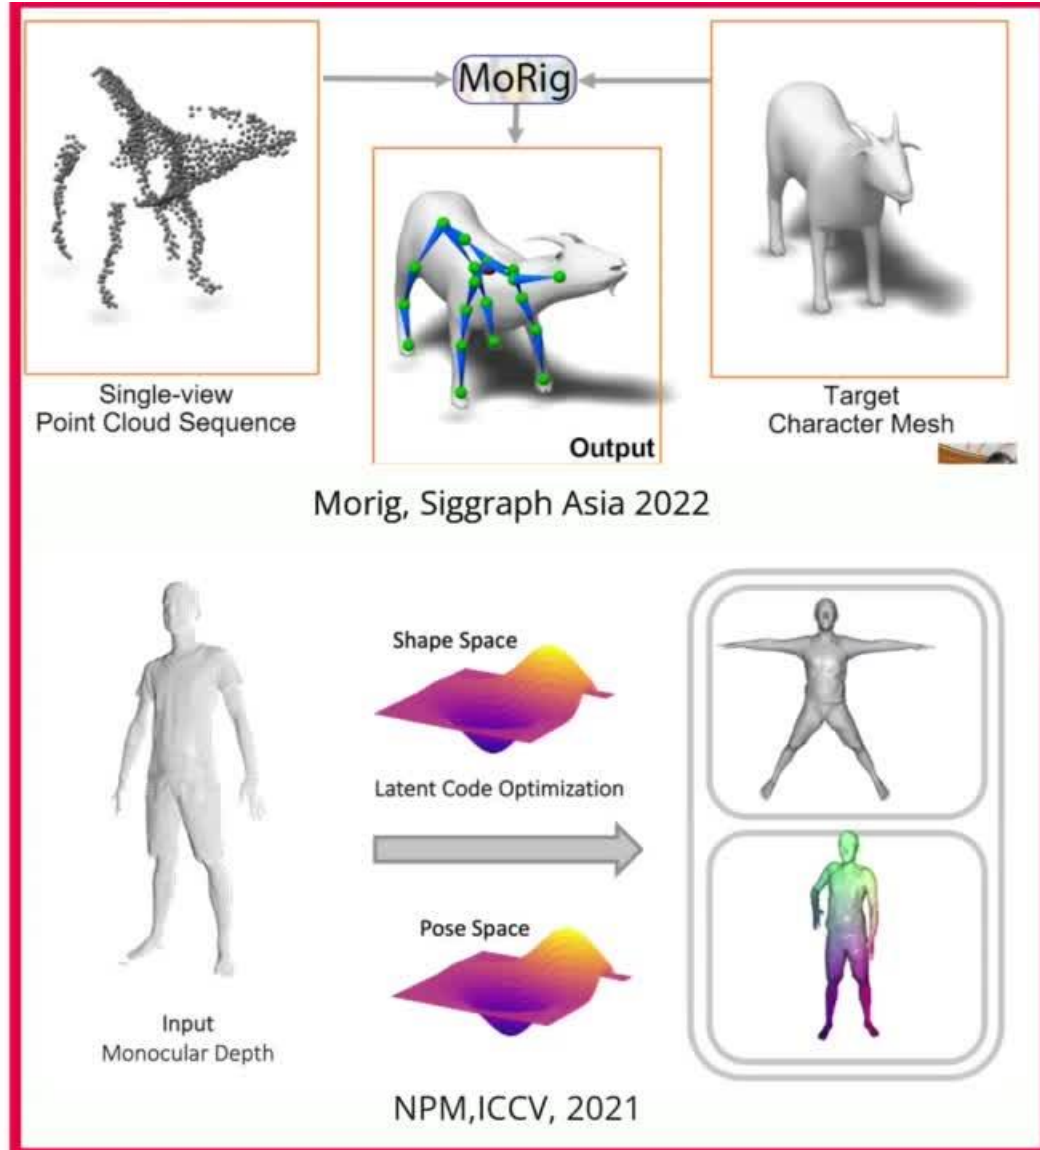 MoRig
Single-view
Point Cloud Sequence
Output
Target
Character Mesh
Morig, Siggraph Asia 2022
Shape Space
Latent Code Optimization
Pose Space
Input
Monocular Depth
NPM,ICCV, 2021